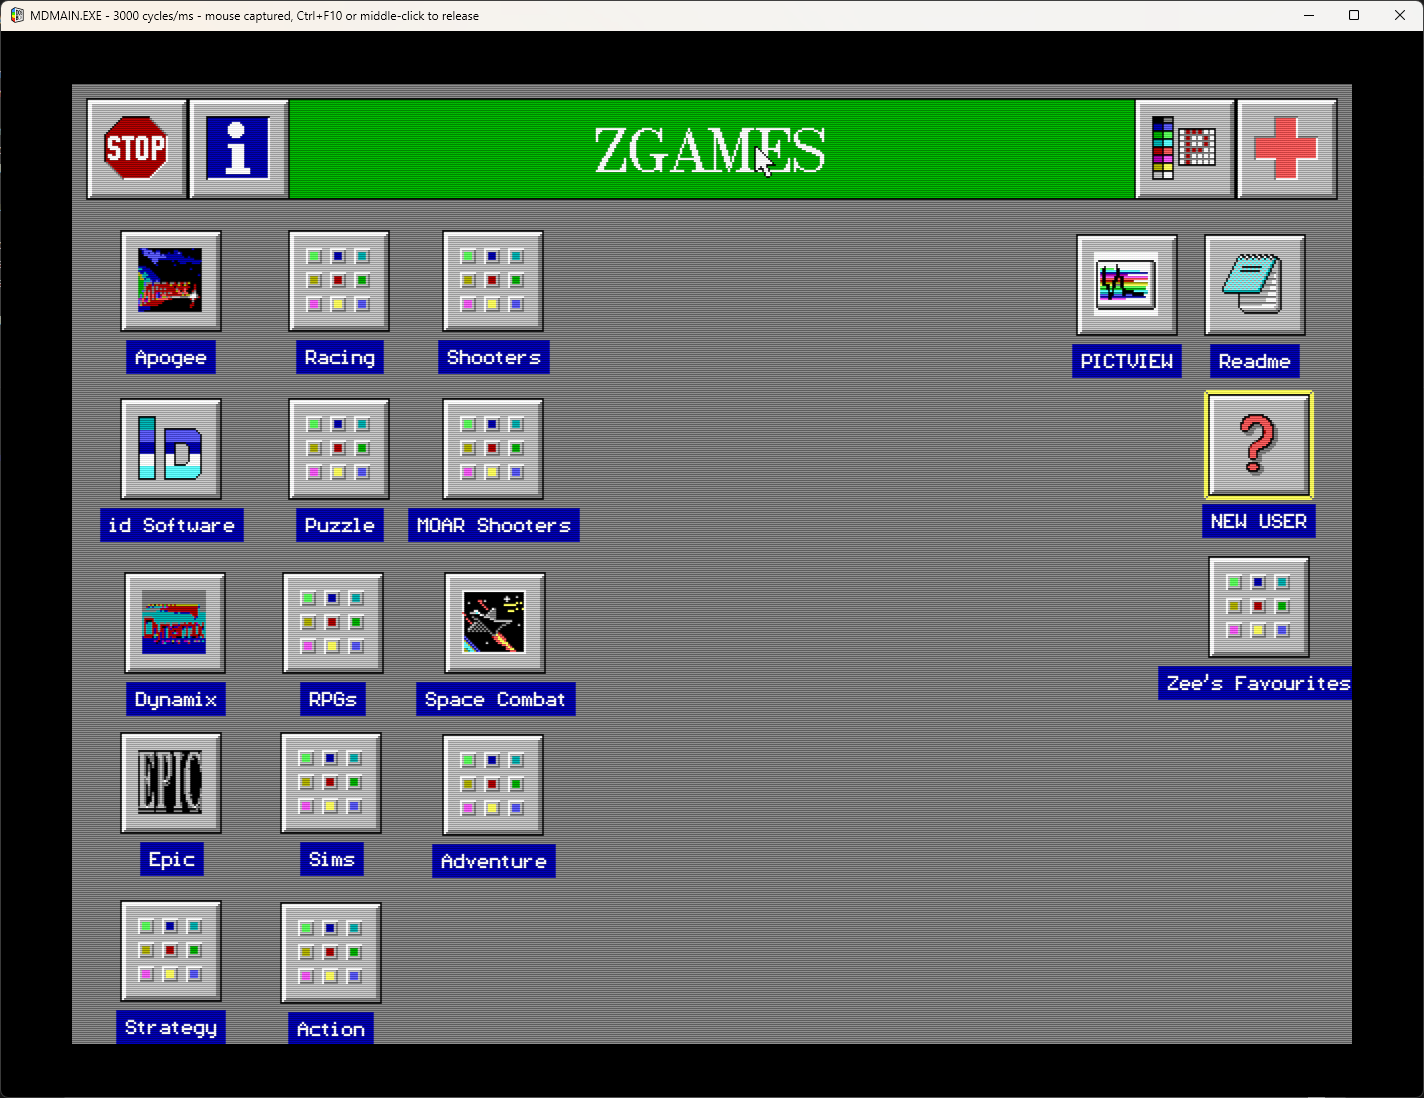 MDMAIN.EXE - 3000 cycles/ms - mouse captured, Ctrl+F10 or middle-click to release
STOP
i
ZGAMES
P
Apogee
Racing
Shooters
PICTVIEW
Readme
id
id Software
Puzzle
MOAR Shooters
?
NEW USER
Dynamix
Dynamix
RPGs
Space Combat
Zee's Favourites
EPIC
Epic
Sims
Adventure
Strategy
Action